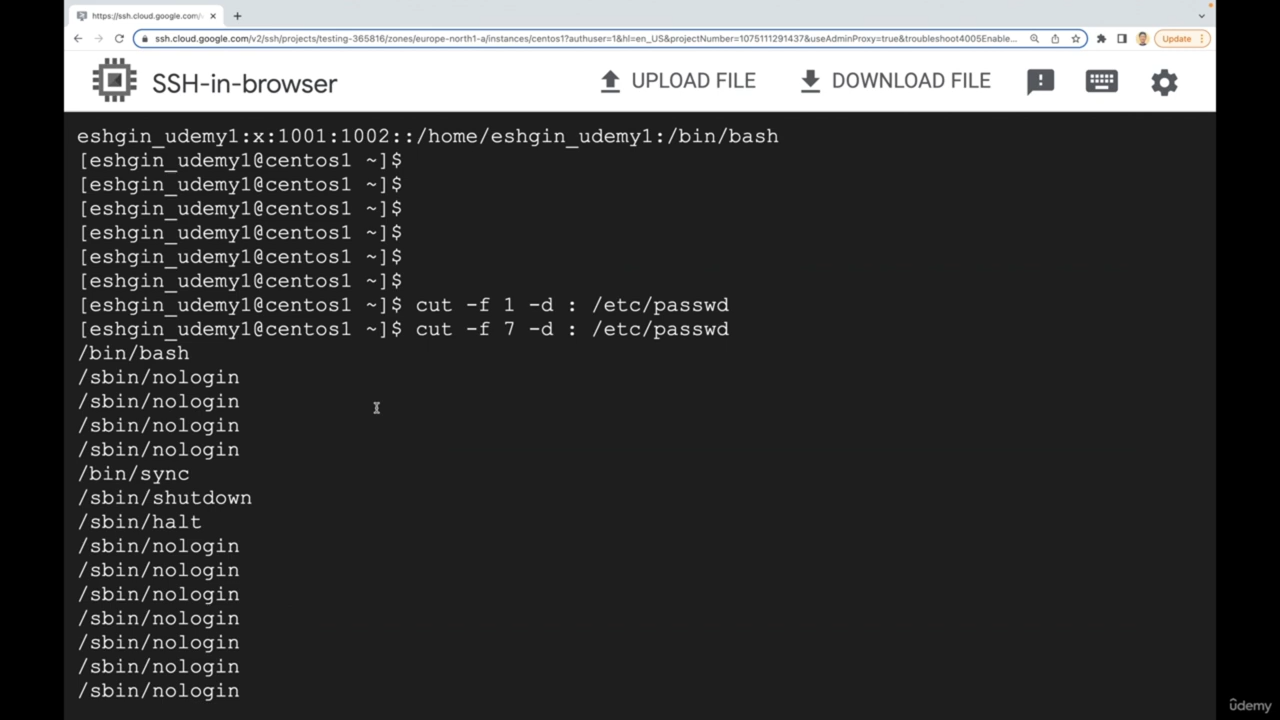 https://ssh.cloud.google.com/v
ssh.cloud.google.com/v2/ssh/projects/testing-365816/zones/europe-north1-a/instances/centos1?authuser=1&hl=en_US&projectNumber=1075111291437&useAdminProxy=true&troubleshoot4005Enable...
Update
SSH-in-browser
UPLOAD FILE
DOWNLOAD FILE
eshgin_udemy1:x:1001:1002::/home/eshgin_udemy1:/bin/bash
[eshgin_udemy1@centos1 ~]$
[eshgin_udemy1@centos1 ~]$
[eshgin_udemy1@centos1 ~]$
[eshgin_udemy1@centos1 ~]$
[eshgin_udemy1@centos1 ~]$
[eshgin_udemy1@centos1 ~]$
[eshgin_udemy1@centos1 ~]$ cut -f 1 -d : /etc/passwd
[eshgin_udemy1@centos1 ~]$ cut -f 7 -d : /etc/passwd
/bin/bash
/sbin/nologin
/sbin/nologin
/sbin/nologin
/sbin/nologin
/bin/sync
/sbin/shutdown
/sbin/halt
/sbin/nologin
/sbin/nologin
/sbin/nologin
/sbin/nologin
/sbin/nologin
/sbin/nologin
/sbin/nologin
ûdemy